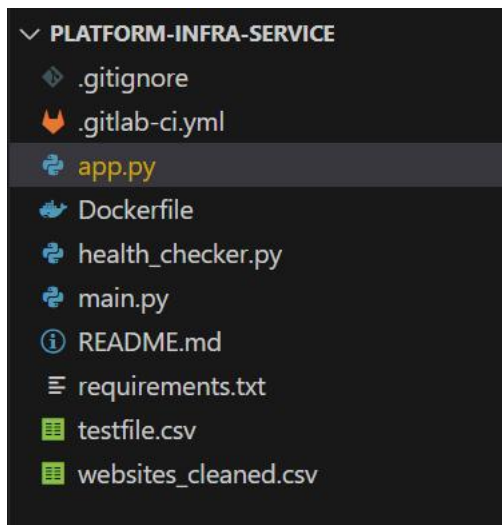 PLATFORM-INFRA-SERVICE
.gitignore
.gitlab-ci.yml
app.py
Dockerfile
health_checker.py
main.py
README.md
requirements.txt
testfile.csv
websites_cleaned.csv